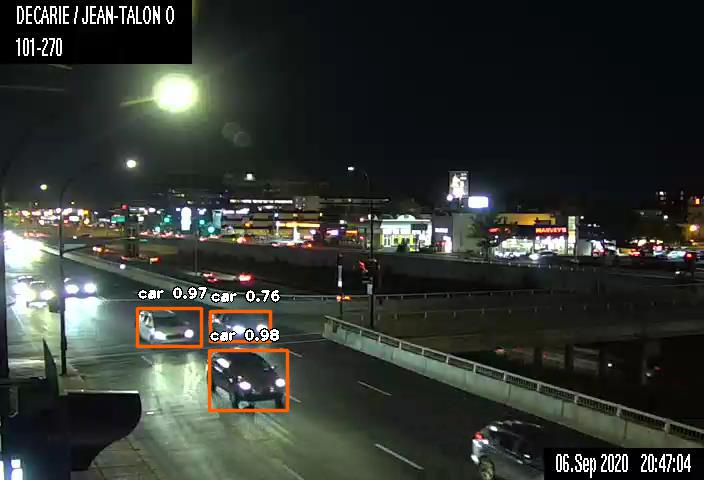 DECARIE / JEAN-TALON O
101-270
HARVEY'S
car 0.97
car 0.76
car 0.98
06.Sep 2020 20:47:04